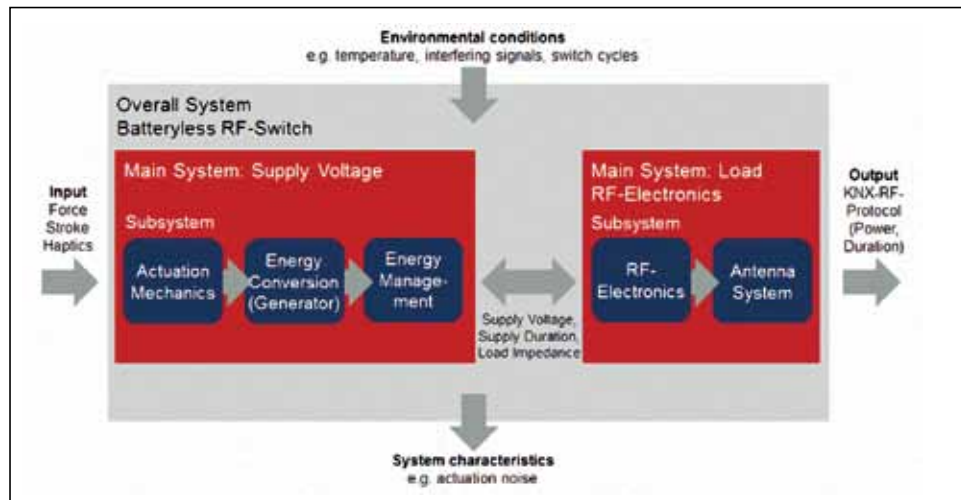 Environmental conditions
e.g. temperature, interfering signals, switch cycles
Overall System
Batteryless RF-Switch
Input
Force
Stroke
Haptics
Main System: Supply Voltage
Subsystem
Actuation
Mechanics
Energy
Conversion
(Generator)
Energy
Manage-
ment
Supply Voltage,
Supply Duration,
Load Impedance
Main System: Load
RF-Electronics
Subsystem
RF-
Electronics
Antenna
System
Output
KNX-RF-
Protocol
(Power,
Duration)
System characteristics
e.g. actuation noise